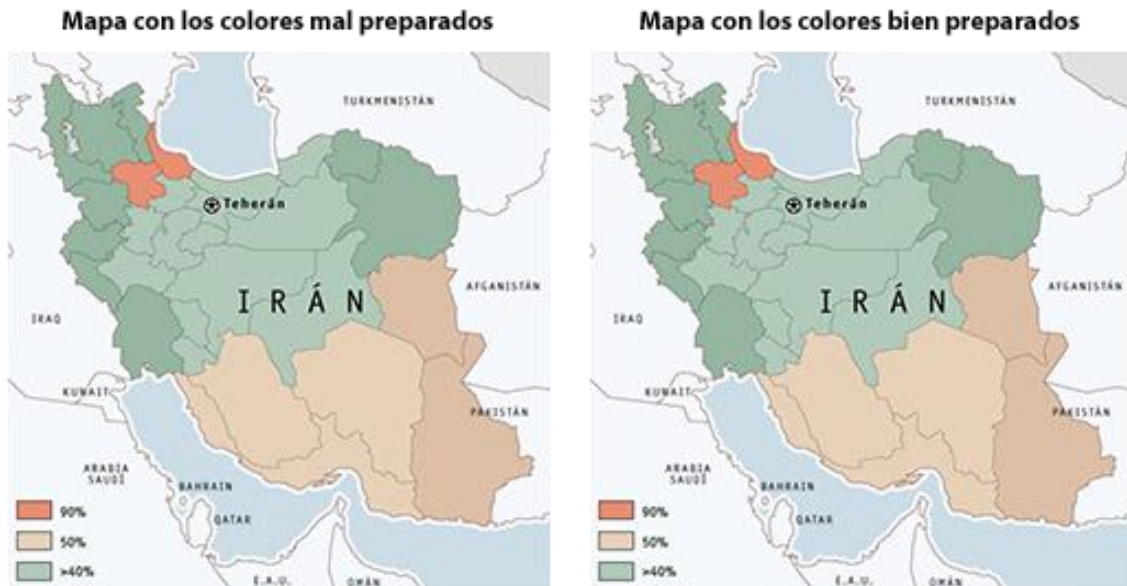 Mapa con los colores mal preparados
TURKMENISTÁN
Teherán
IRÁN
AFGANISTÁN
IRAQ
KUWAIT
PAKISTÁN
ARABIA
SAUDÍ
BAHRAIN
QATAR
E.A.U.
OMÁN
90%
50%
>40%
Mapa con los colores bien preparados
TURKMENISTÁN
Teherán
IRÁN
AFGANISTÁN
IRAQ
KUWAIT
PAKISTÁN
ARABIA
SAUDÍ
BAHRAIN
QATAR
E.A.U.
OMÁN
90%
50%
>40%